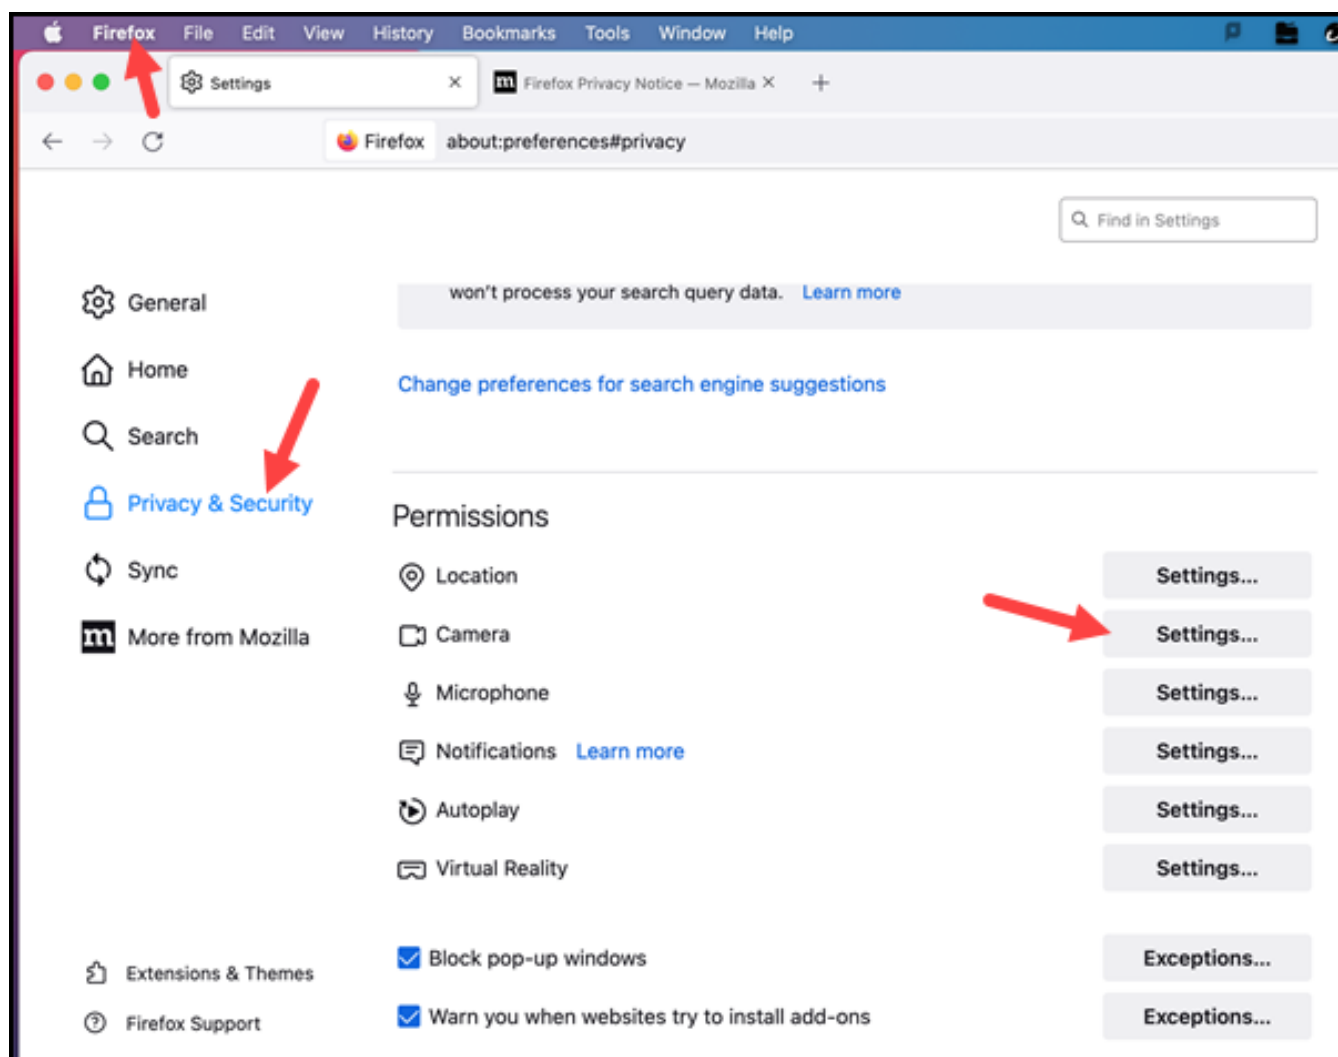 Firefox File Edit View History Bookmarks Tools Window Help
Settings × m Firefox Privacy Notice — Mozilla × +
Firefox about:preferences#privacy
Find in Settings
General
won't process your search query data. Learn more
Home
Change preferences for search engine suggestions
Search
Privacy & Security
Permissions
Sync
Location Settings...
More from Mozilla
Camera Settings...
Microphone Settings...
Notifications Learn more Settings...
Autoplay Settings...
Virtual Reality Settings...
Block pop-up windows Exceptions...
Extensions & Themes
Warn you when websites try to install add-ons Exceptions...
Firefox Support